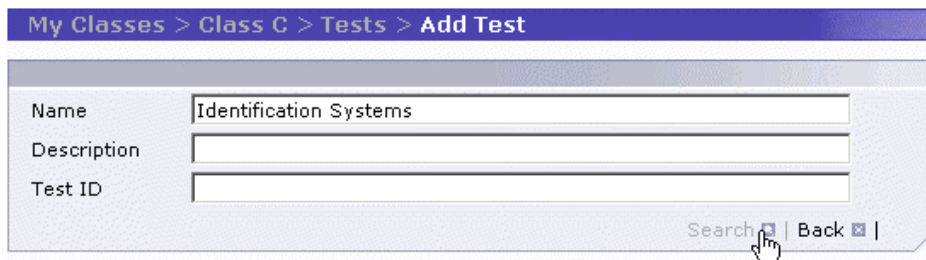 My Classes > Class C > Tests > Add Test
Name Identification Systems
Description
Test ID
Search | Back |